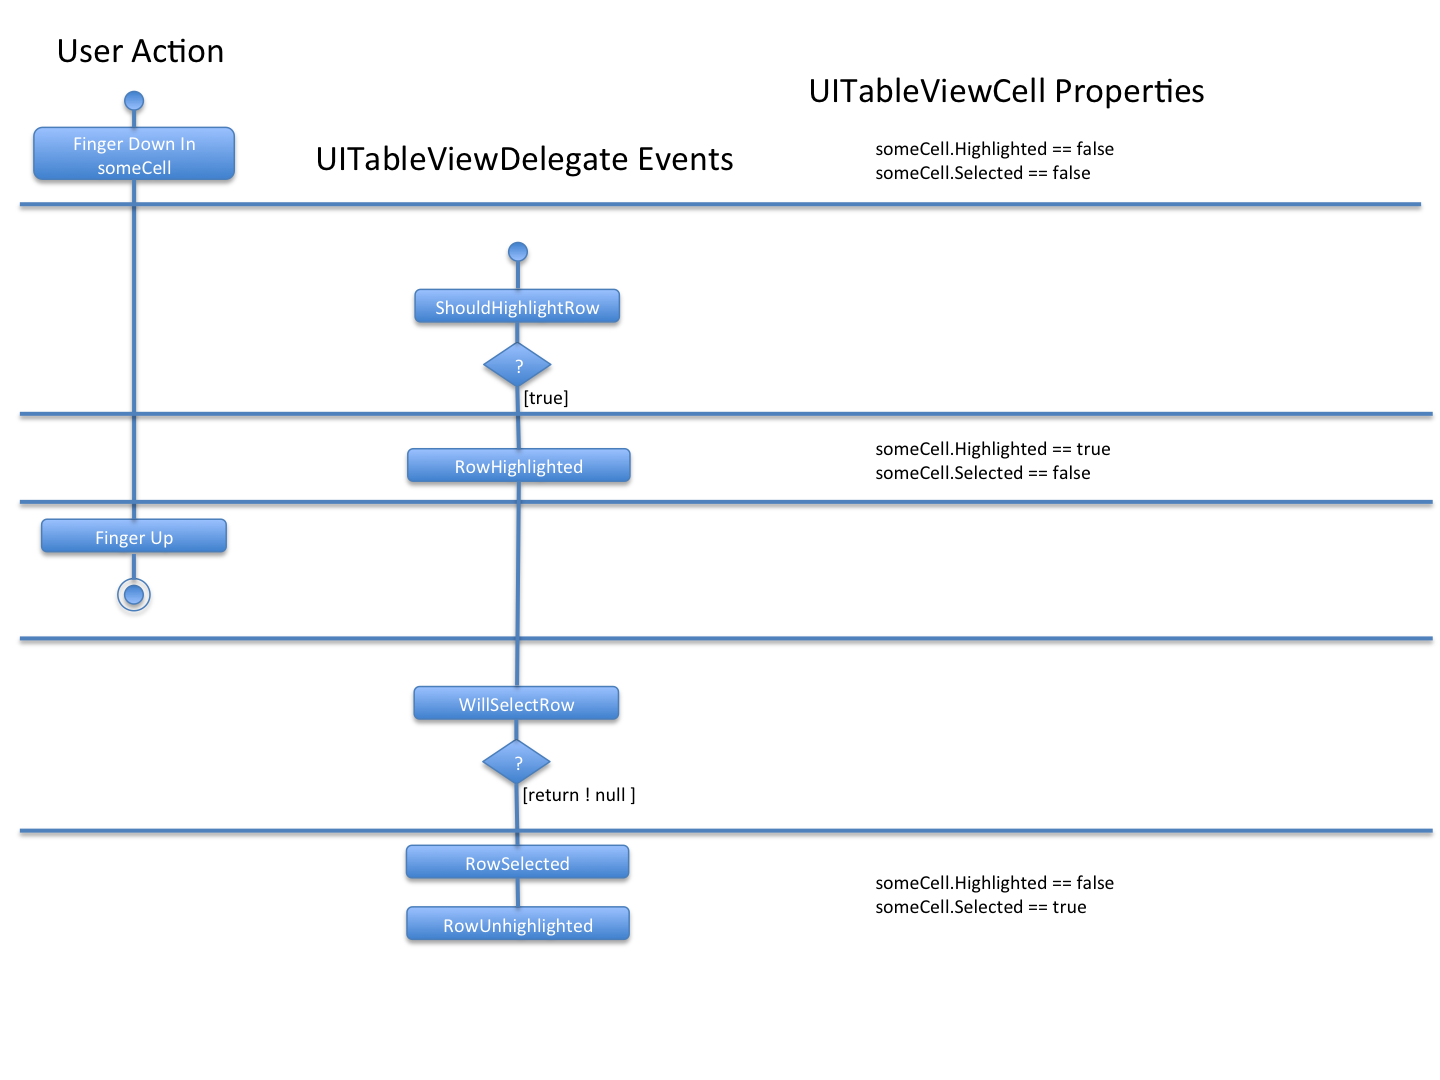 User Action
UITableViewCell Properties
Finger Down In
someCell
UITableViewDelegate Events
someCell.Highlighted == false
someCell.Selected == false
ShouldHighlightRow
?
[true]
RowHighlighted
someCell.Highlighted == true
someCell.Selected == false
Finger Up
WillSelectRow
?
[return ! null ]
RowSelected
someCell.Highlighted == false
someCell.Selected == true
RowUnhighlighted